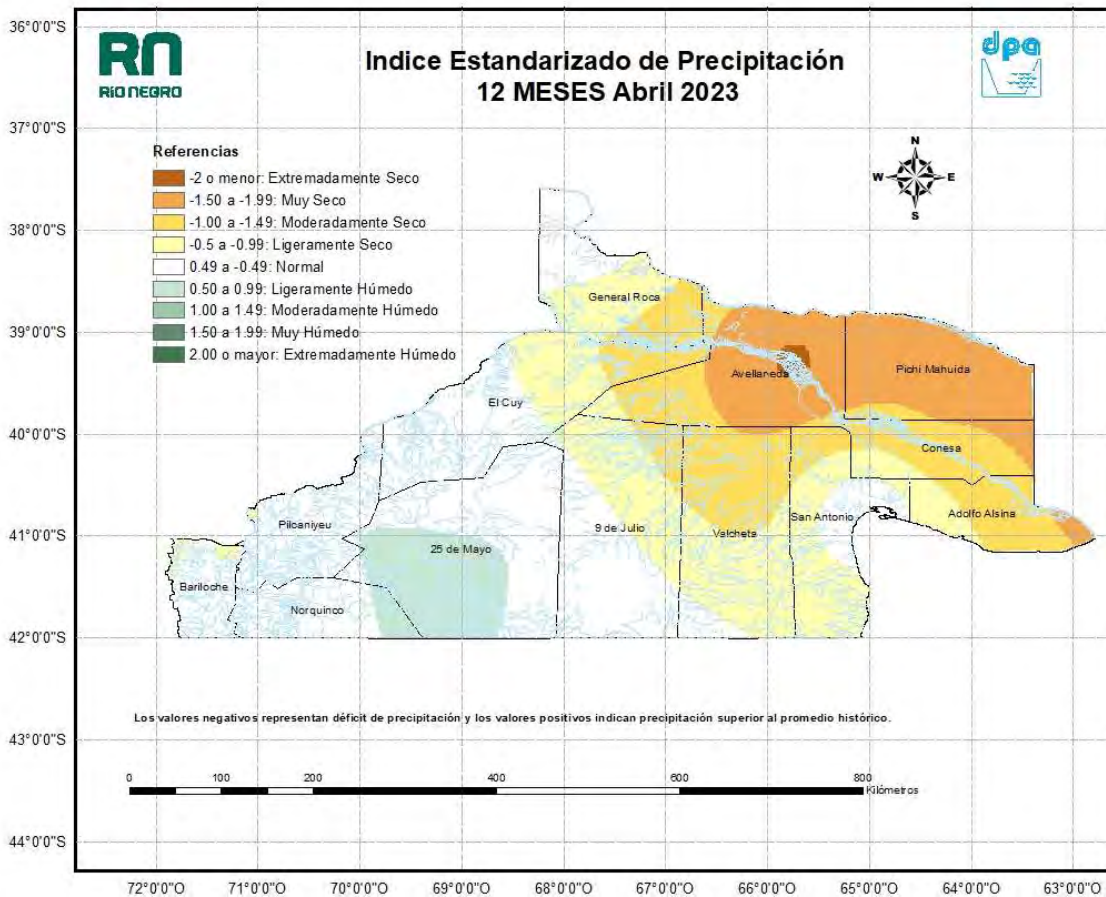 RN
RÍO NEGRO
Indice Estandarizado de Precipitación
12 MESES Abril 2023
dpa
Referencias
-2 o menor: Extremadamente Seco
-1.50 a -1.99: Muy Seco
-1.00 a -1.49: Moderadamente Seco
-0.5 a -0.99: Ligeramente Seco
0.49 a -0.49: Normal
0.50 a 0.99: Ligeramente Húmedo
1.00 a 1.49: Moderadamente Húmedo
1.50 a 1.99: Muy Húmedo
2.00 o mayor: Extremadamente Húmedo
N
W E
S
General Roca
Avellaneda
Pichi Mahuida
El Cuy
Conesa
Adolfo Alsina
San Antonio
9 de Julio
Valcheta
Pilcaniyeu
25 de Mayo
Bariloche
Norquinco
Los valores negativos representan déficit de precipitación y los valores positivos indican precipitación superior al promedio histórico.
0 100 200 400 600 800
Kilómetros
36°0'0"S
37°0'0"S
38°0'0"S
39°0'0"S
40°0'0"S
41°0'0"S
42°0'0"S
43°0'0"S
44°0'0"S
72°0'0"O 71°0'0"O 70°0'0"O 69°0'0"O 68°0'0"O 67°0'0"O 66°0'0"O 65°0'0"O 64°0'0"O 63°0'0"O